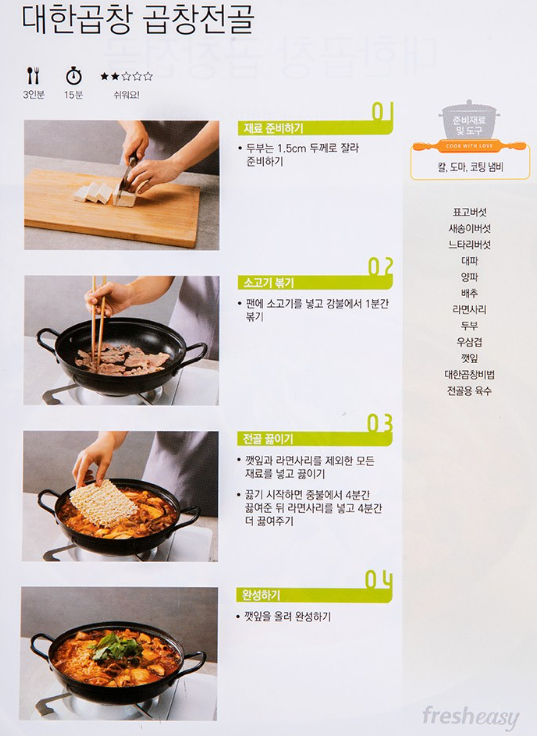 대한곱창 곱창전골
3인분
15분
쉬워요!
01
재료 준비하기
• 두부는 1.5cm 두께로 잘라
준비하기
준비재료
및 도구
COOK WITH LOVE
칼, 도마, 코팅 냄비
표고버섯
새송이버섯
느타리버섯
대파
양파
배추
라면사리
두부
우삼겹
깻잎
대한곱창비법
전골용 육수
02
소고기 볶기
• 팬에 소고기를 넣고 강불에서 1분간
볶기
03
전골 끓이기
• 깻잎과 라면사리를 제외한 모든
재료를 넣고 끓이기
• 끓기 시작하면 중불에서 4분간
끓여준 뒤 라면사리를 넣고 4분간
더 끓여주기
04
완성하기
• 깻잎을 올려 완성하기
fresheasy